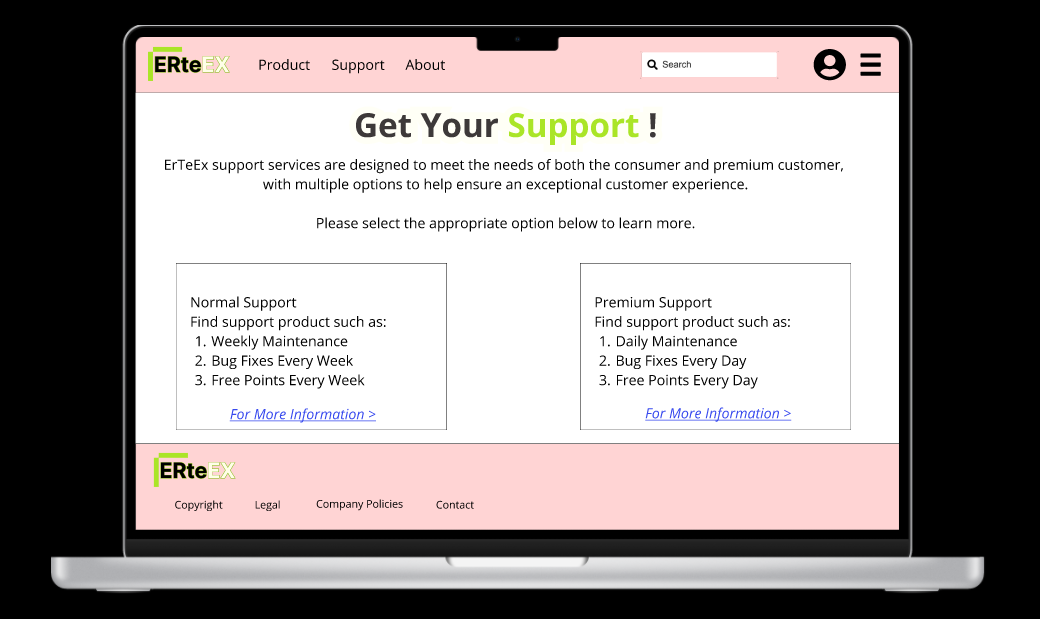 ERteEX
Product Support About
Search
Get Your Support !
ErTeEx support services are designed to meet the needs of both the consumer and premium customer,
with multiple options to help ensure an exceptional customer experience.
Please select the appropriate option below to learn more.
Normal Support
Find support product such as:
1. Weekly Maintenance
2. Bug Fixes Every Week
3. Free Points Every Week
For More Information >
Premium Support
Find support product such as:
1. Daily Maintenance
2. Bug Fixes Every Day
3. Free Points Every Day
For More Information >
ERteEX
Copyright Legal Company Policies Contact